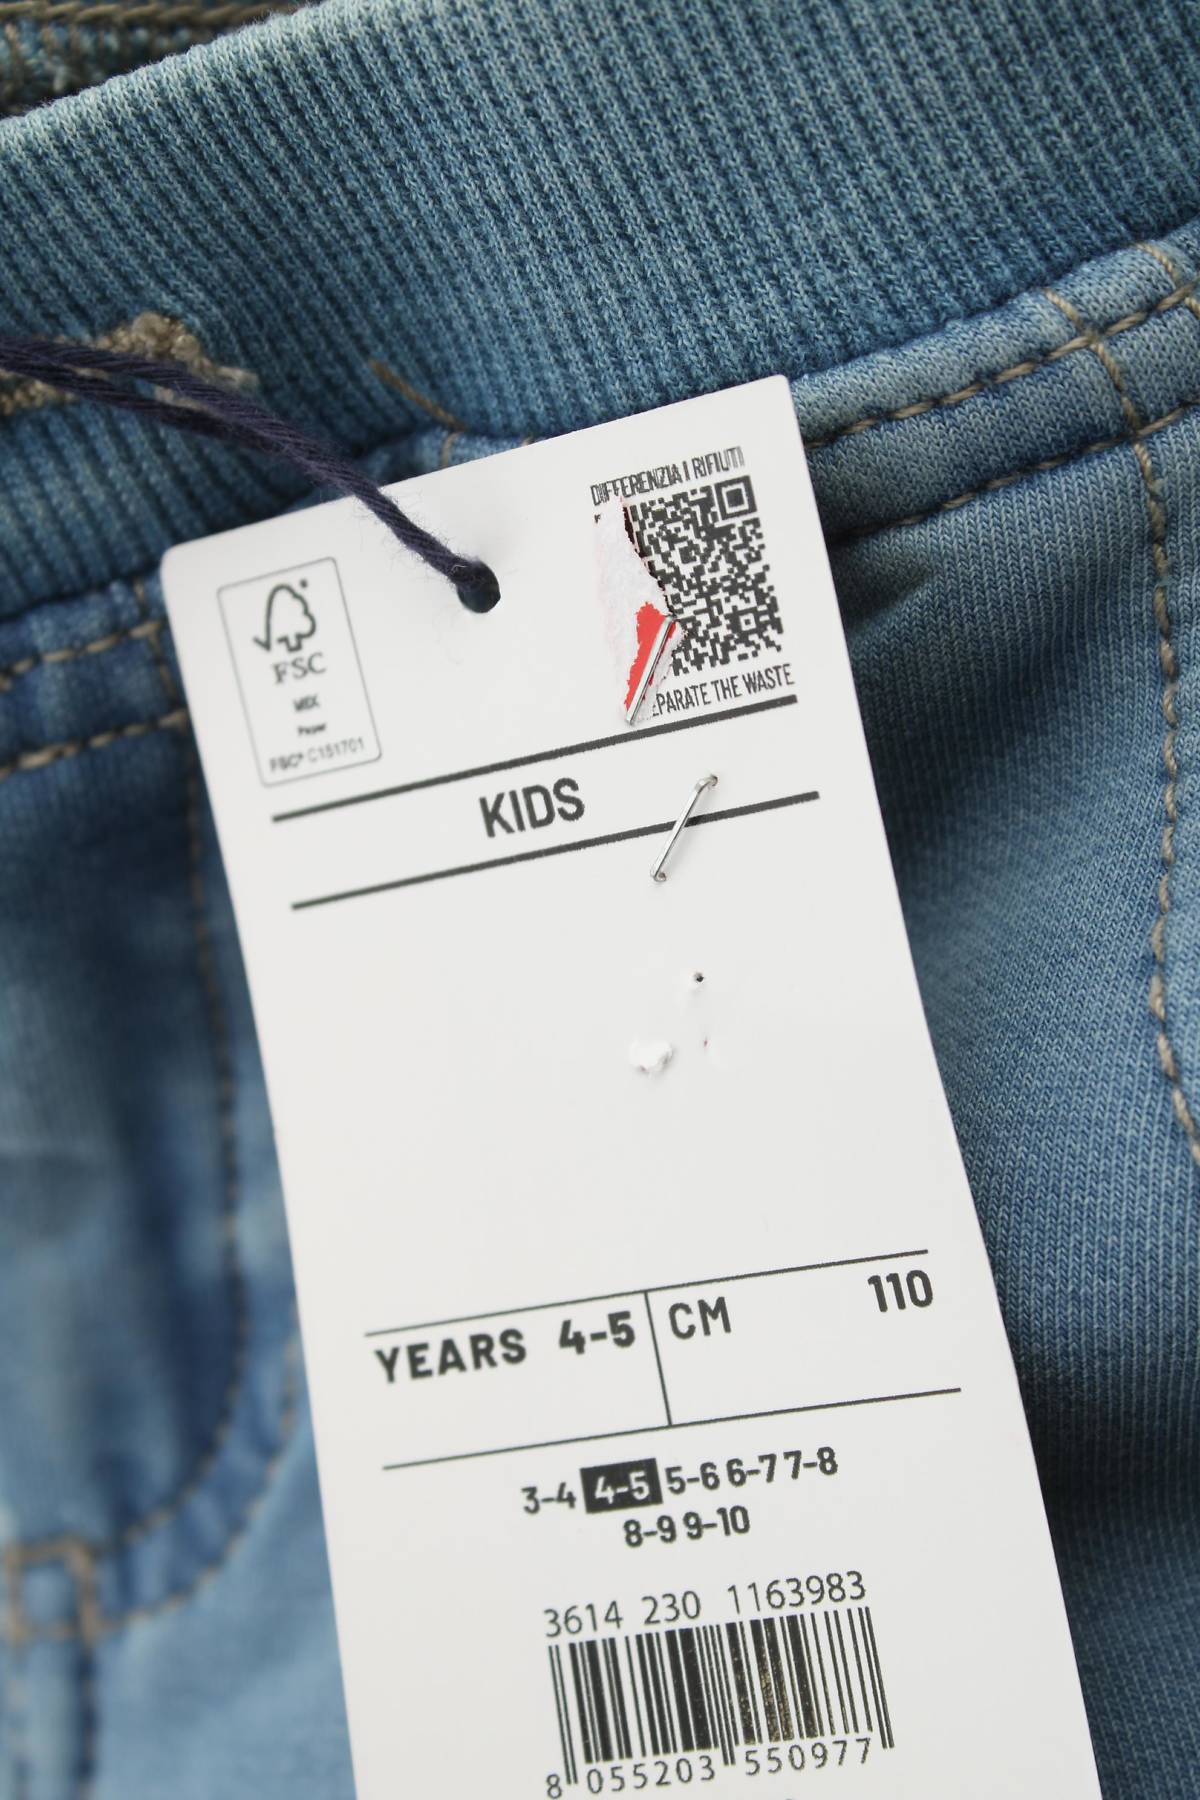 DIFFERENZIA I RIFIUTI
FSC
MIX
Paper
FSC® C151701
EPARATE THE WASTE
KIDS
YEARS 4-5 CM 110
3-4 4-5 5-6 6-7 7-8
8-9 9-10
3614 230 1163983
8 055203 550977